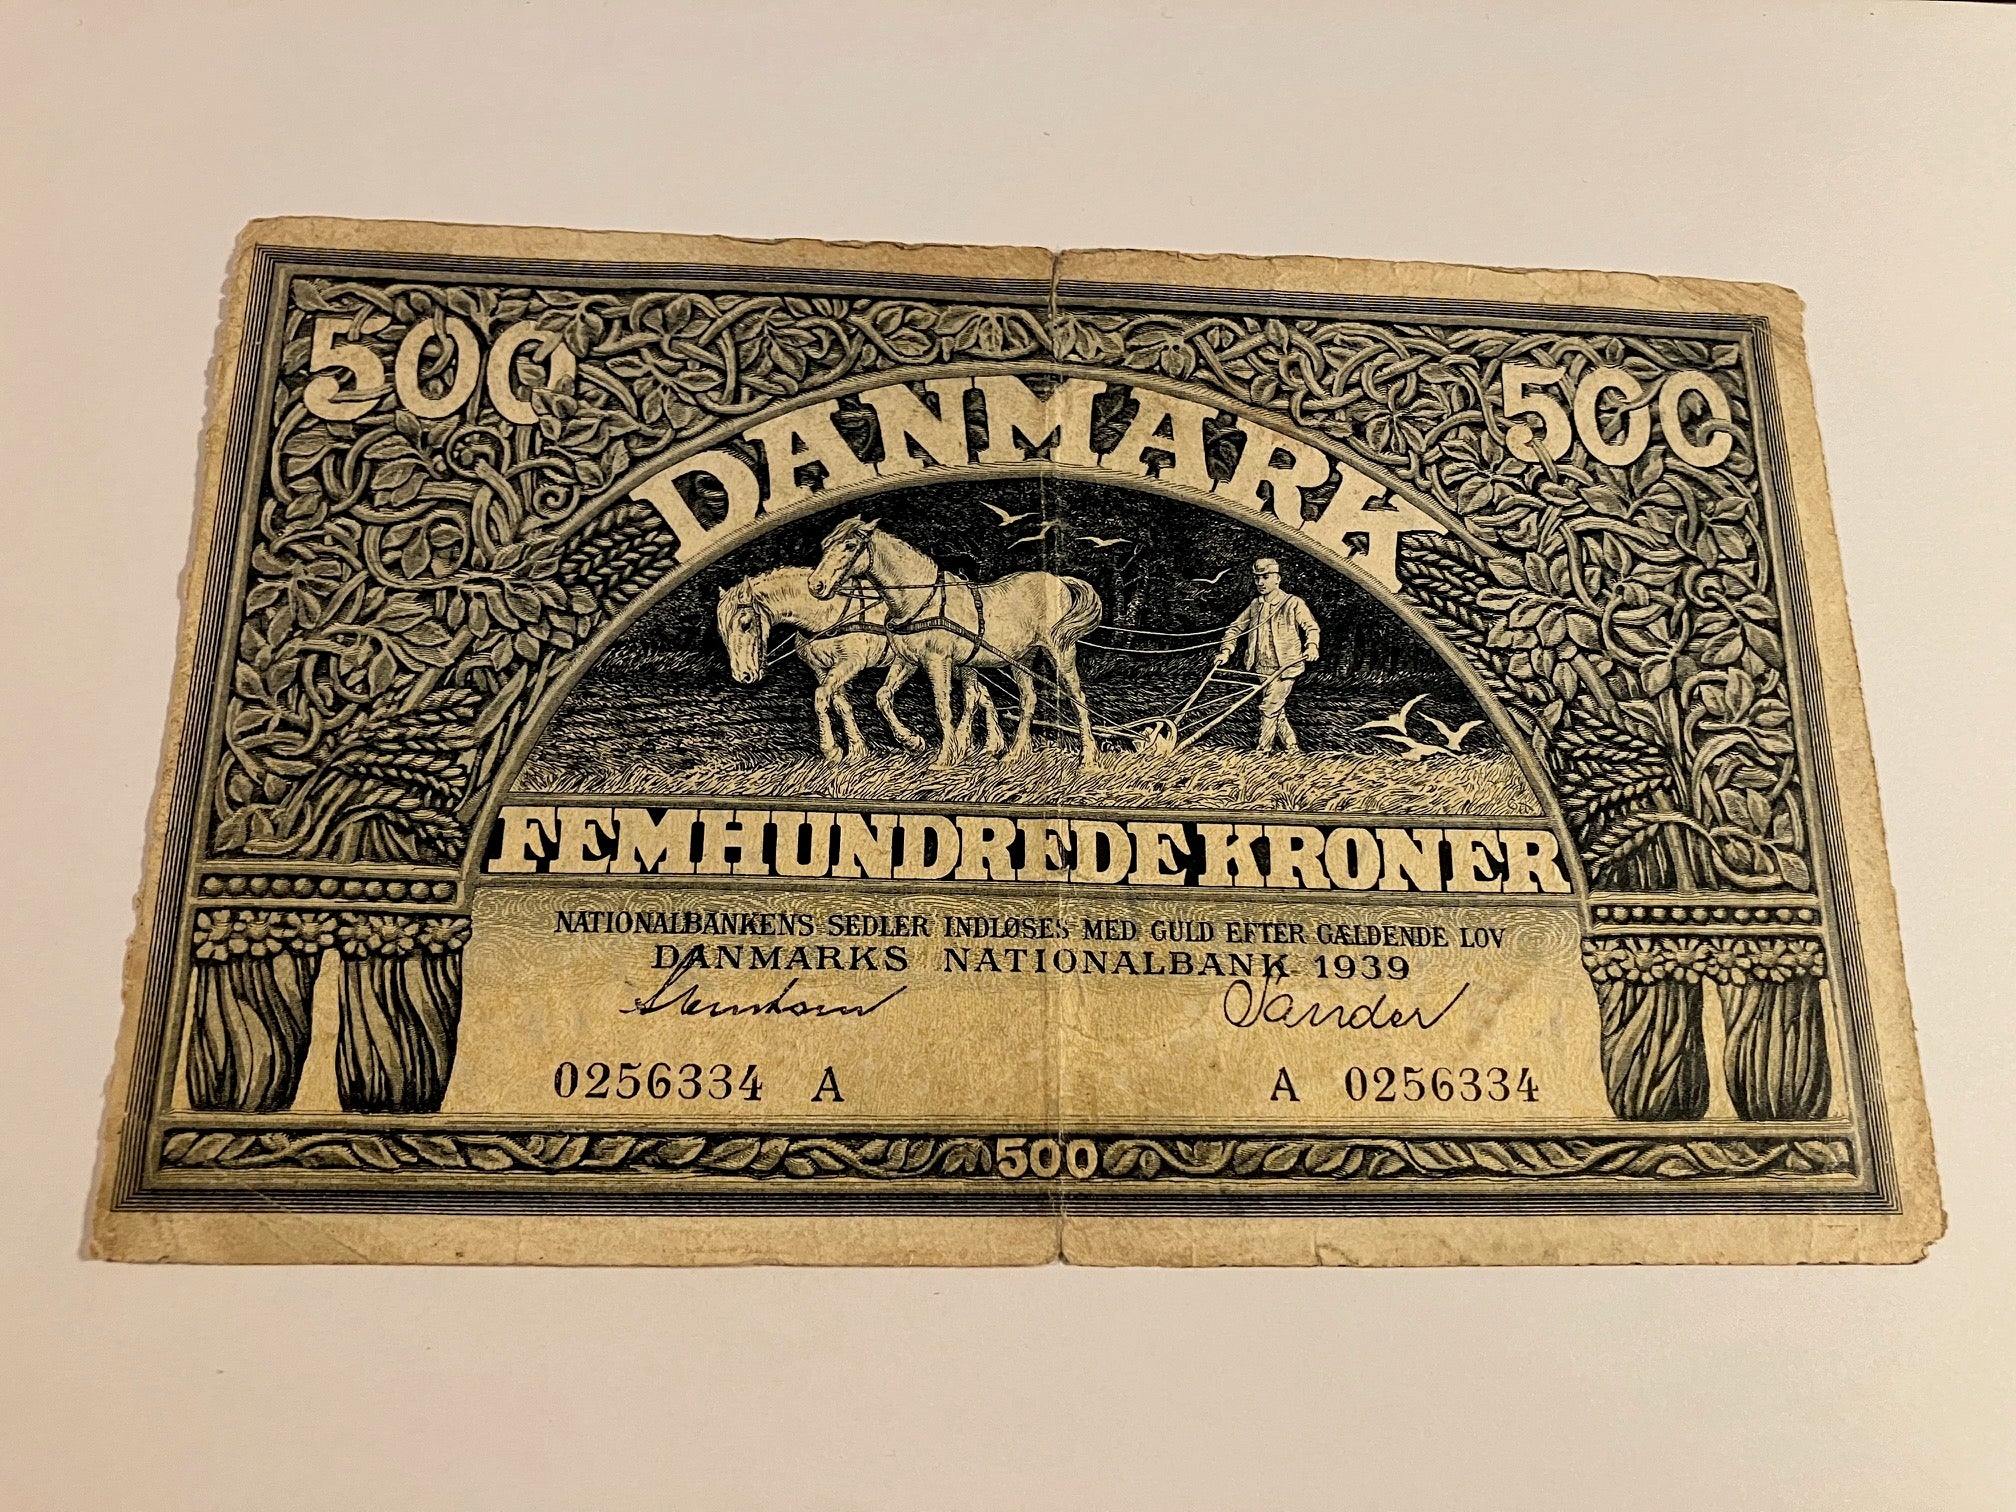 500 500
DANMARK
FEMHUNDREDE KRONER
NATIONALBANKENS SEDLER INDLØSES MED GULD EFTER GÆLDENDE LOV
DANMARKS NATIONALBANK 1939
Svendsen Sander
0256334 A A 0256334
500